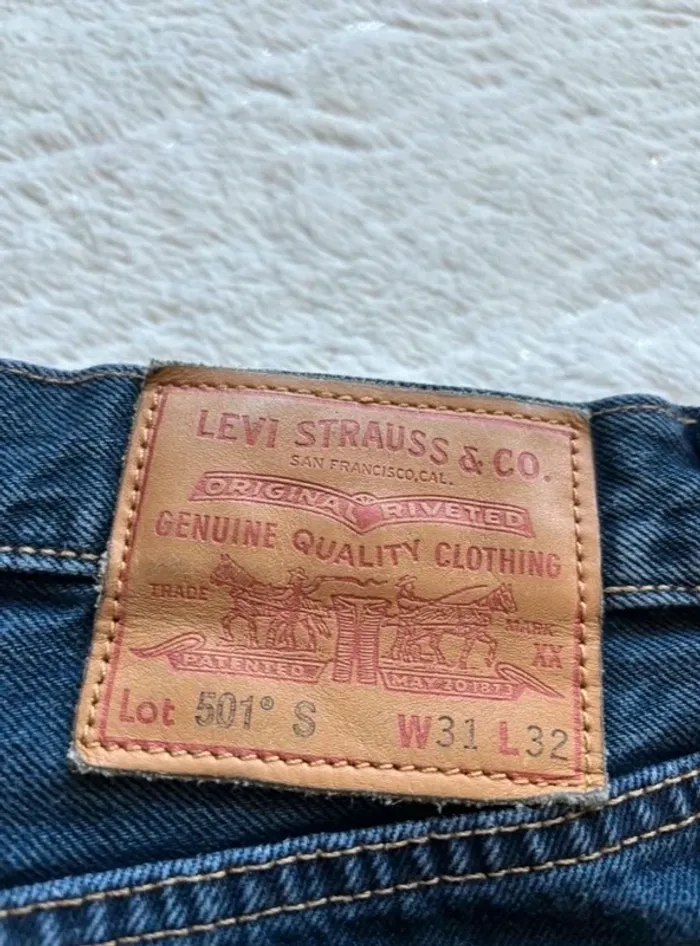 LEVI STRAUSS & CO.
SAN FRANCISCO, CAL.
ORIGINAL RIVETED
GENUINE QUALITY CLOTHING
TRADE MARK
XX
PATENTED MAY 20 1873
Lot 501° S W31 L32